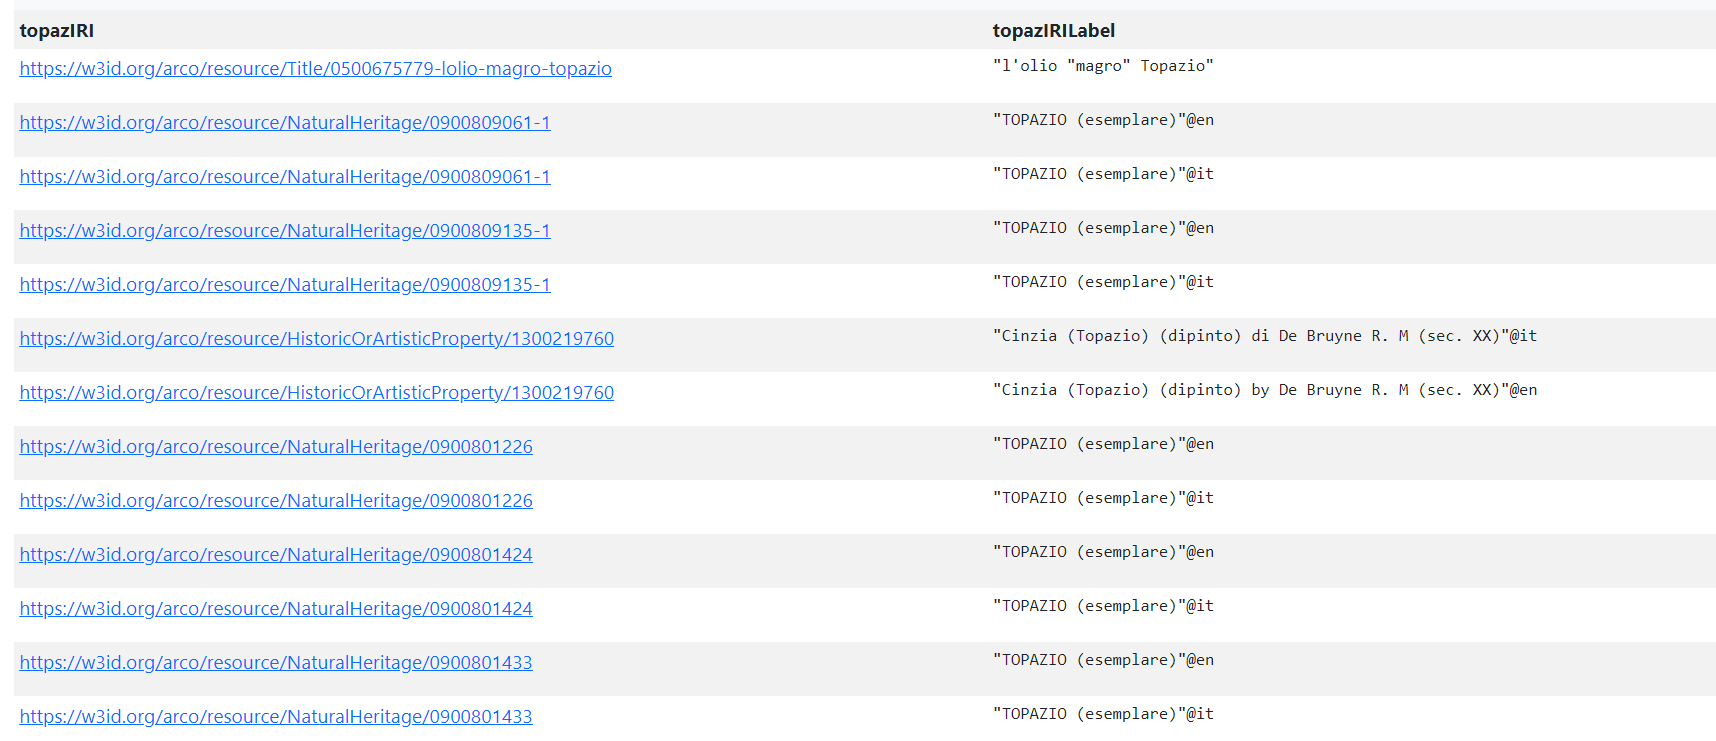 topazIRI topazIRILabel
https://w3id.org/arco/resource/Title/0500675779-lolio-magro-topazio "l'olio "magro" Topazio"
https://w3id.org/arco/resource/NaturalHeritage/0900809061-1 "TOPAZIO (esemplare)"@en
https://w3id.org/arco/resource/NaturalHeritage/0900809061-1 "TOPAZIO (esemplare)"@it
https://w3id.org/arco/resource/NaturalHeritage/0900809135-1 "TOPAZIO (esemplare)"@en
https://w3id.org/arco/resource/NaturalHeritage/0900809135-1 "TOPAZIO (esemplare)"@it
https://w3id.org/arco/resource/HistoricOrArtisticProperty/1300219760 "Cinzia (Topazio) (dipinto) di De Bruyne R. M (sec. XX)"@it
https://w3id.org/arco/resource/HistoricOrArtisticProperty/1300219760 "Cinzia (Topazio) (dipinto) by De Bruyne R. M (sec. XX)"@en
https://w3id.org/arco/resource/NaturalHeritage/0900801226 "TOPAZIO (esemplare)"@en
https://w3id.org/arco/resource/NaturalHeritage/0900801226 "TOPAZIO (esemplare)"@it
https://w3id.org/arco/resource/NaturalHeritage/0900801424 "TOPAZIO (esemplare)"@en
https://w3id.org/arco/resource/NaturalHeritage/0900801424 "TOPAZIO (esemplare)"@it
https://w3id.org/arco/resource/NaturalHeritage/0900801433 "TOPAZIO (esemplare)"@en
https://w3id.org/arco/resource/NaturalHeritage/0900801433 "TOPAZIO (esemplare)"@it